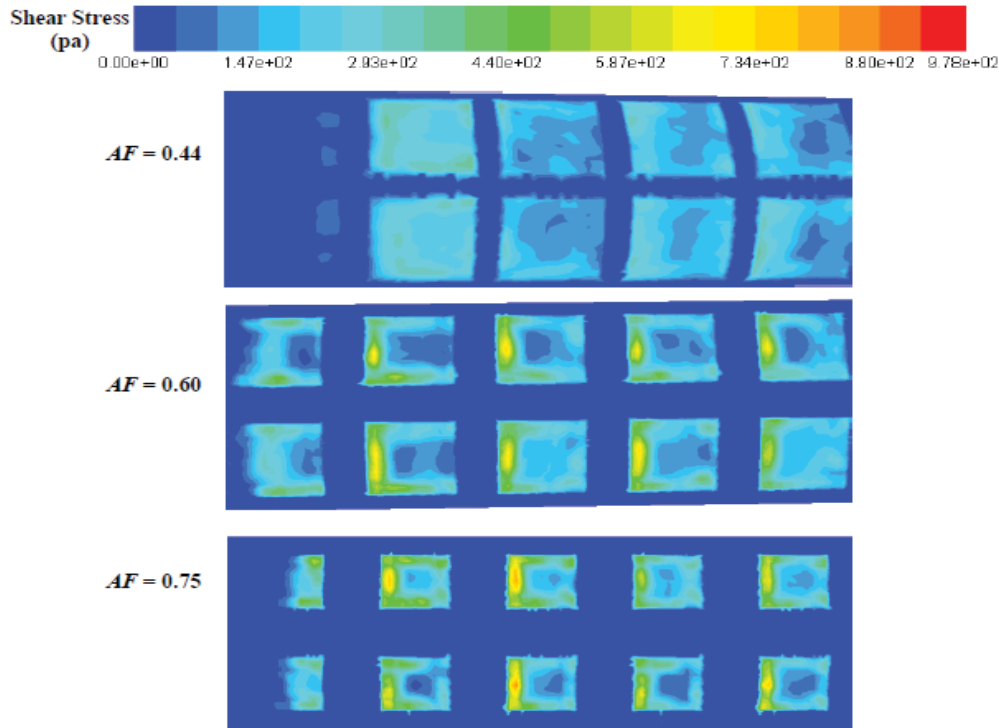 Shear Stress
(pa)
0.00e+00 1.47e+02 2.93e+02 4.40e+02 5.87e+02 7.34e+02 8.80e+02 9.78e+02
AF = 0.44
AF = 0.60
AF = 0.75